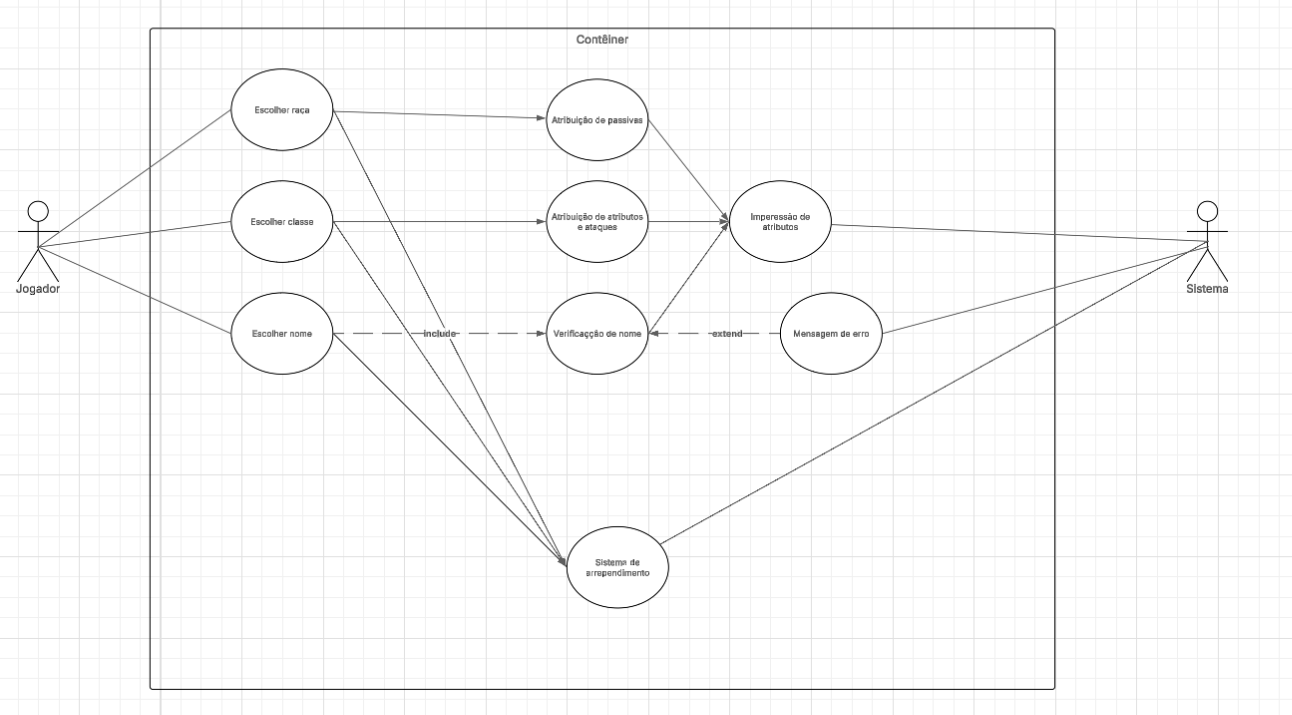 Contêiner
Escolher raça
Atribuição de passivas
Escolher classe
Atribuição de atributos
e ataques
Imperessão de
atributos
Jogador
Sistema
Escolher nome
include
Verificaçção de nome
extend
Mensagem de erro
Sistema de
arrependimento